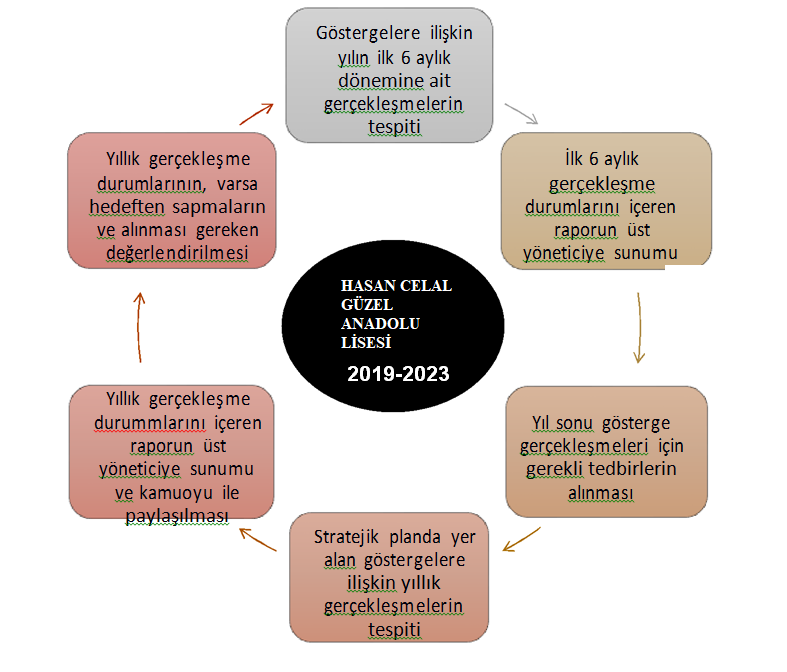 Göstergelere ilişkin
yılın ilk 6 aylık
dönemine ait
gerçekleşmelerin
tespiti
İlk 6 aylık
gerçekleşme
durumlarını içeren
raporun üst
yöneticiye sunumu
Yıl sonu gösterge
gerçekleşmeleri için
gerekli tedbirlerin
alınması
Stratejik planda yer
alan göstergelere
ilişkin yıllık
gerçekleşmelerin
tespiti
Yıllık gerçekleşme
durummlarını içeren
raporun üst
yöneticiye sunumu
ve kamuoyu ile
paylaşılması
Yıllık gerçekleşme
durumlarının, varsa
hedeften sapmaların
ve alınması gereken
değerlendirilmesi
HASAN CELAL
GÜZEL
ANADOLU
LİSESİ
2019-2023